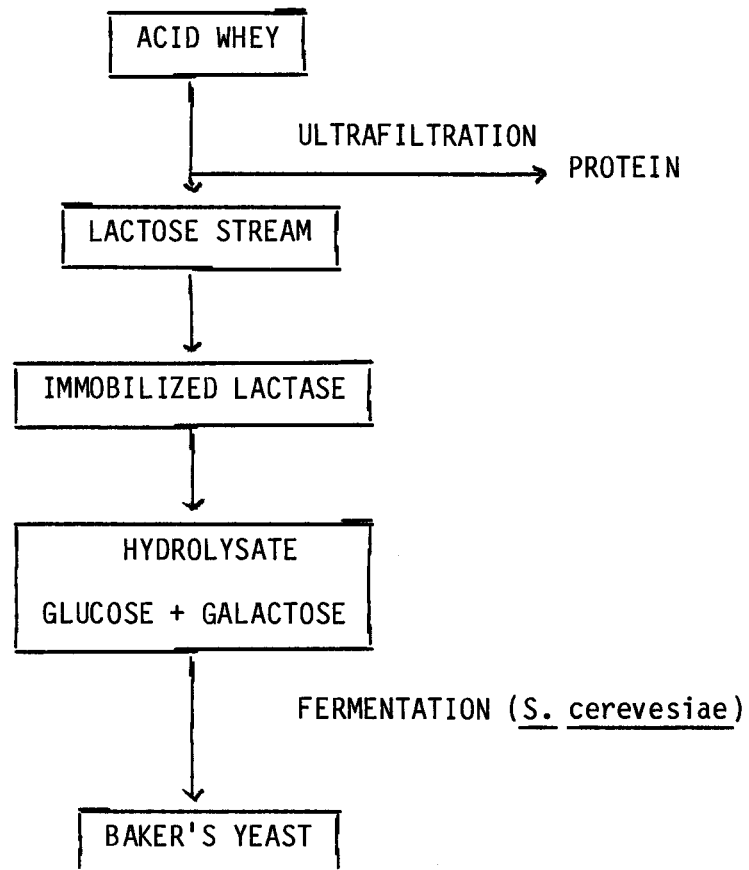 ACID WHEY
ULTRAFILTRATION
PROTEIN
LACTOSE STREAM
IMMOBILIZED LACTASE
HYDROLYSATE
GLUCOSE + GALACTOSE
FERMENTATION (S. cerevesiae)
BAKER'S YEAST